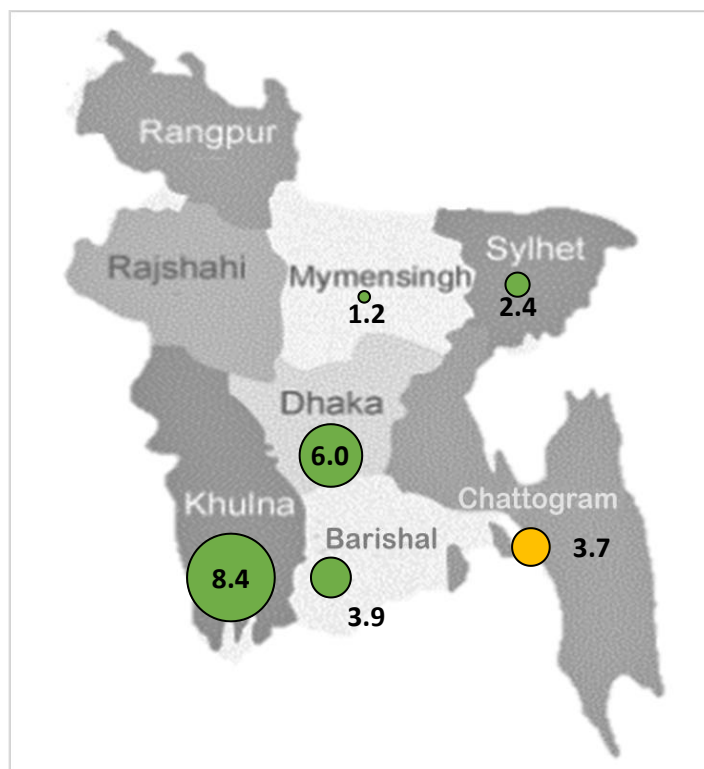 Rangpur
Sylhet
Rajshahi
Mymensingh
2.4
1.2
Dhaka
6.0
Khulna
Chattogram
Barishal
3.7
8.4
3.9